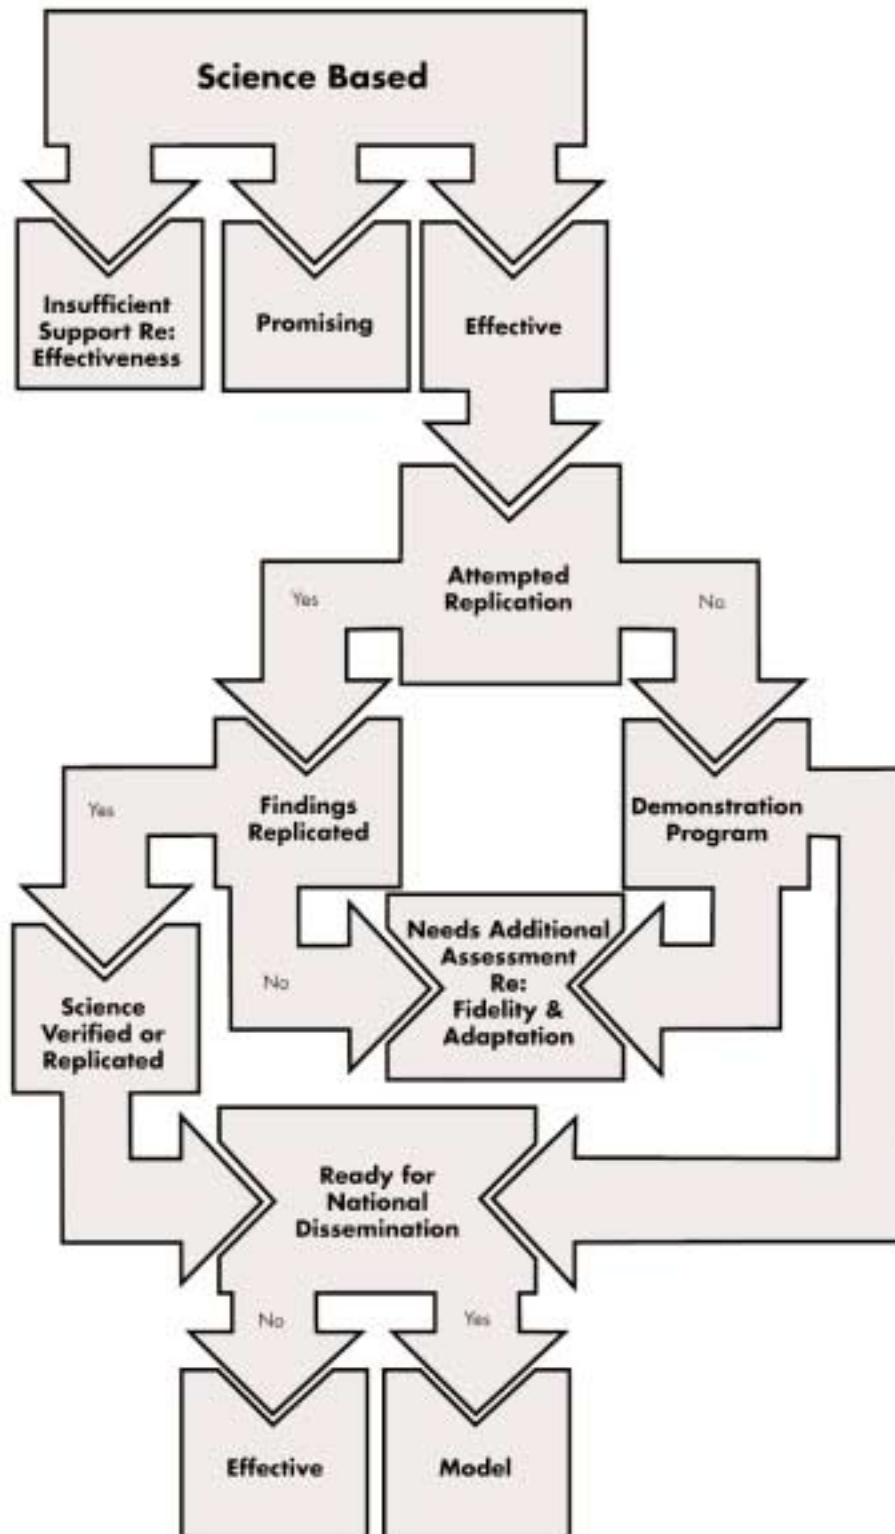 Science Based
Insufficient
Support Re:
Effectiveness
Promising
Effective
Attempted
Replication
Yes
No
Findings
Replicated
Demonstration
Program
Yes
No
Needs Additional
Assessment
Re:
Fidelity &
Adaptation
Science
Verified or
Replicated
Ready for
National
Dissemination
No
Yes
Effective
Model